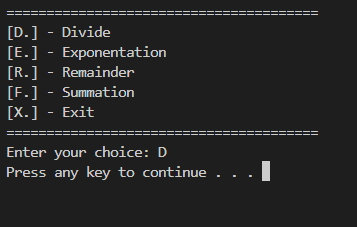 =======================================
[D.] - Divide
[E.] - Exponentation
[R.] - Remainder
[F.] - Summation
[X.] - Exit
=======================================
Enter your choice: D
Press any key to continue . . .